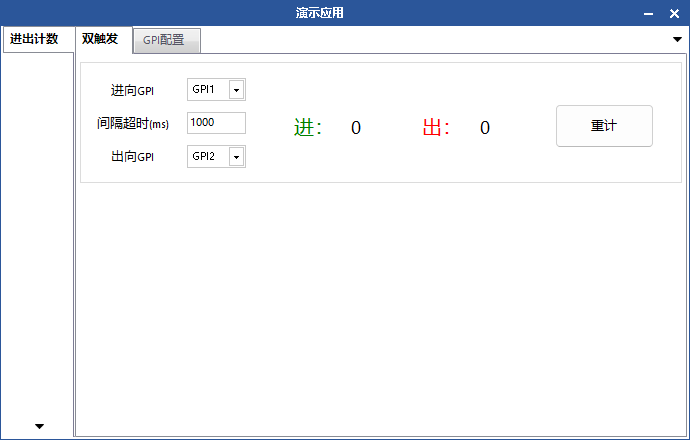 演示应用
进出计数
双触发
GPI配置
进向GPI
GPI1
间隔超时(ms)
1000
出向GPI
GPI2
进： 0
出： 0
重计